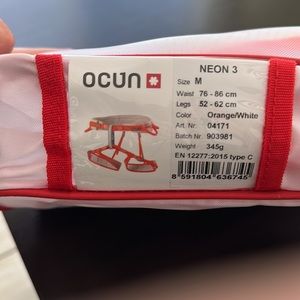 ocun
NEON 3
Size M
Waist 76 - 86 cm
Legs 52 - 62 cm
Color Orange/White
Art. Nr. 04171
Batch Nr 903981
Weight 345g
EN 12277:2015 type C
8 591804 636745